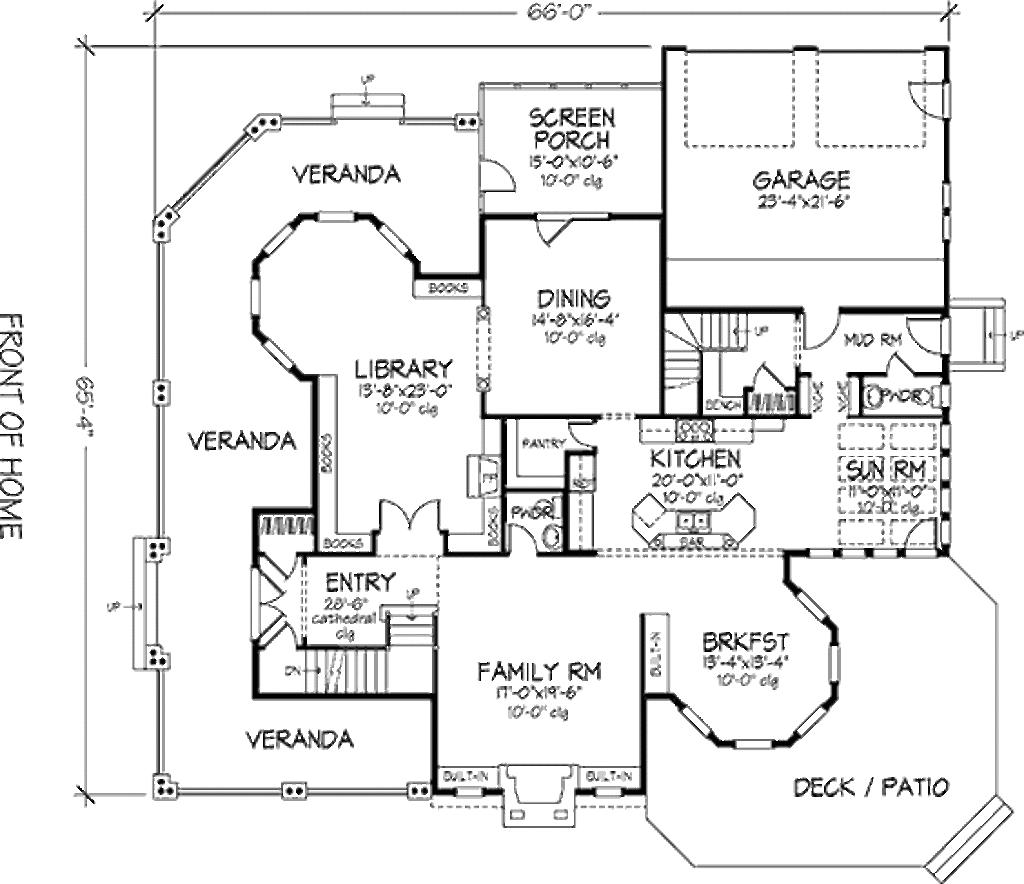 66'-0"
UP
SCREEN
PORCH
15'-0"x10'-6"
10'-0" clg
VERANDA
GARAGE
23'-4"x21'-6"
BOOKS
DINING
14'-8"x16'-4"
10'-0" clg
UP
MUD RM
UP
LIBRARY
13'-8"x23'-0"
10'-0" clg
65'-4"
FRONT OF HOME
BENCH
PWDR
VERANDA
BOOKS
PANTRY
KITCHEN
20'-0"x11'-0"
10'-0" clg
SUN RM
11'-0"x11'-0"
10'-0" clg
PWDR
BOOKS
BOOKS
BAR
ENTRY
28'-6"
cathedral
clg
UP
UP
DN
FAMILY RM
17'-0"x19'-6"
10'-0" clg
BUILT-IN
BRKFST
13'-4"x13'-4"
10'-0" clg
VERANDA
BUILT-IN
BUILT-IN
DECK / PATIO